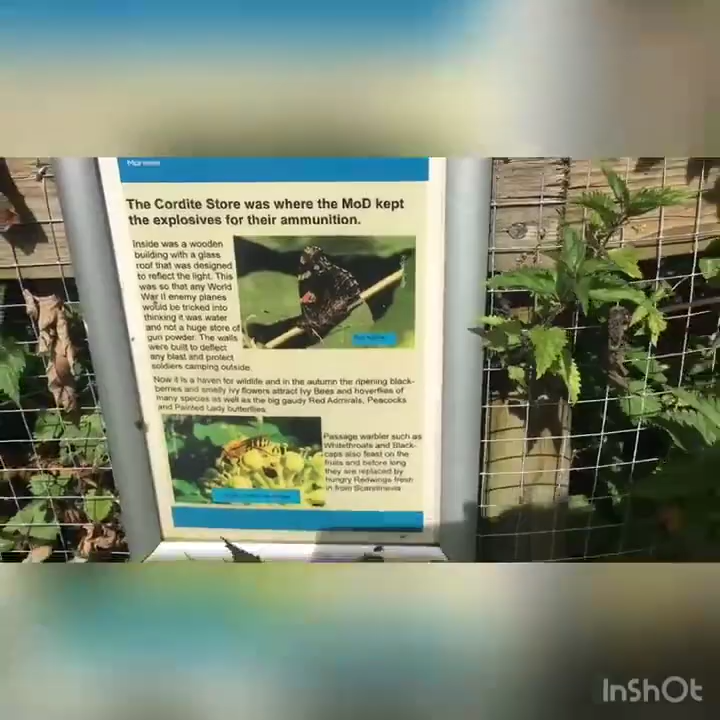 The Cordite Store was where the MoD kept
the explosives for their ammunition.
Inside was a wooden
building with a glass
roof that was designed
to reflect the light. This
was so that any World
War II enemy planes
would be tricked into
thinking it was water
and not a huge store of
gun powder. The walls
were built to deflect
any blast and protect
soldiers camping outside.
Now it is a haven for wildlife and in the autumn the ripening black-
berries and smelly ivy flowers attract Ivy Bees and hoverflies of
many species as well as the big gaudy Red Admirals, Peacocks
and Painted Lady butterflies.
Passage warbler such as
Whitethroats and Black-
caps also feast on the
fruits and before long
they are replaced by
hungry Redwings fresh
in from Scandinavia
InShOt